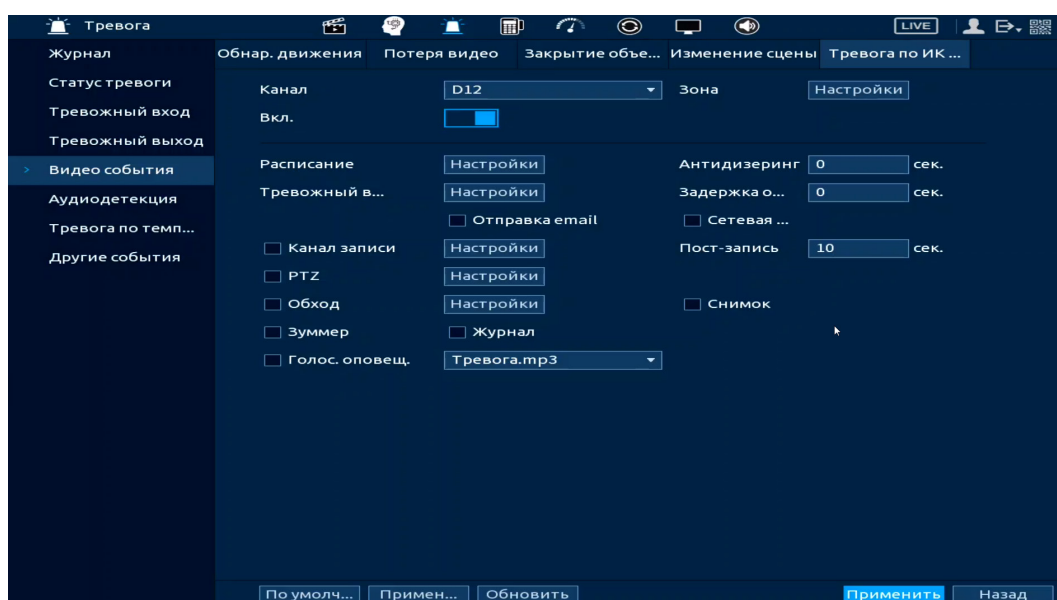 Тревога
LIVE
Журнал
Статус тревоги
Тревожный вход
Тревожный выход
> Видео события
Аудиодетекция
Тревога по темп...
Другие события
Обнар. движения Потеря видео Закрытие объе... Изменение сцены Тревога по ИК ...
Канал D12 Зона Настройки
Вкл.
Расписание Настройки Антидизеринг 0 сек.
Тревожный в... Настройки Задержка о... 0 сек.
Отправка email Сетевая ...
Канал записи Настройки Пост-запись 10 сек.
PTZ Настройки
Обход Настройки Снимок
Зуммер Журнал
Голос. оповещ. Тревога.mp3
По умолч... Примен... Обновить Применить Назад